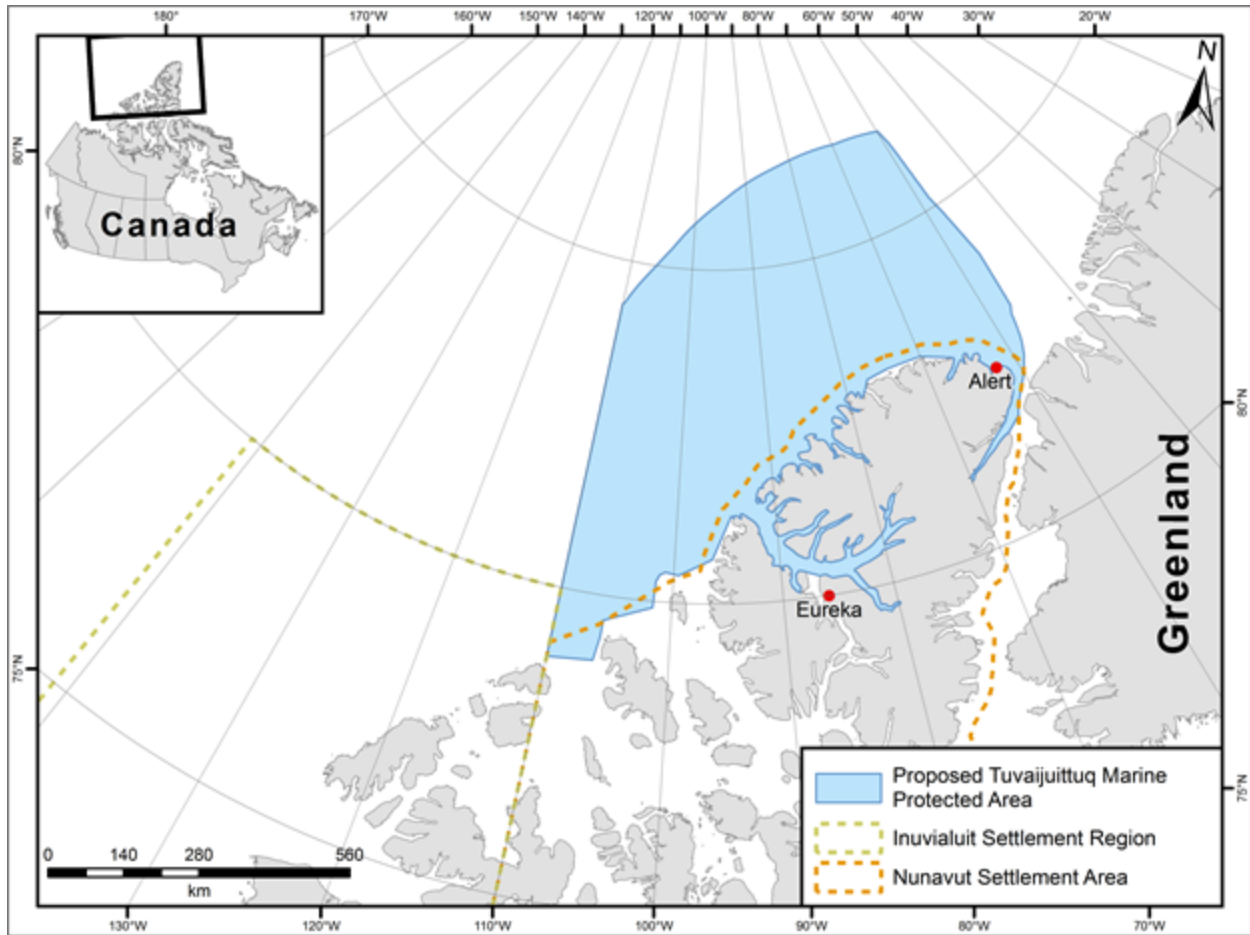 180° 170°W 160°W 150°W 140°W 120°W 100°W 80°W 60°W 50°W 40°W 30°W 20°W
N
80°N
Canada
Alert
80°N
Greenland
Eureka
75°N
75°N
Proposed Tuvaijuittuq Marine
Protected Area
Inuvialuit Settlement Region
Nunavut Settlement Area
0 140 280 560
km
130°W 120°W 110°W 100°W 90°W 80°W 70°W